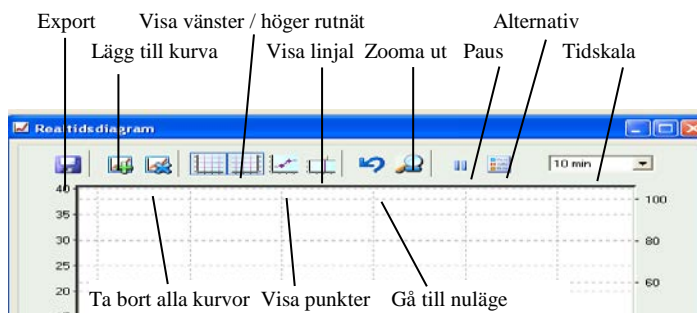 Export Visa vänster / höger rutnät Alternativ
Lägg till kurva Visa linjal Zooma ut Paus Tidskala
Realtidsdiagram
10 min
40
100
35
30 80
25
60
20
Ta bort alla kurvor Visa punkter Gå till nuläge